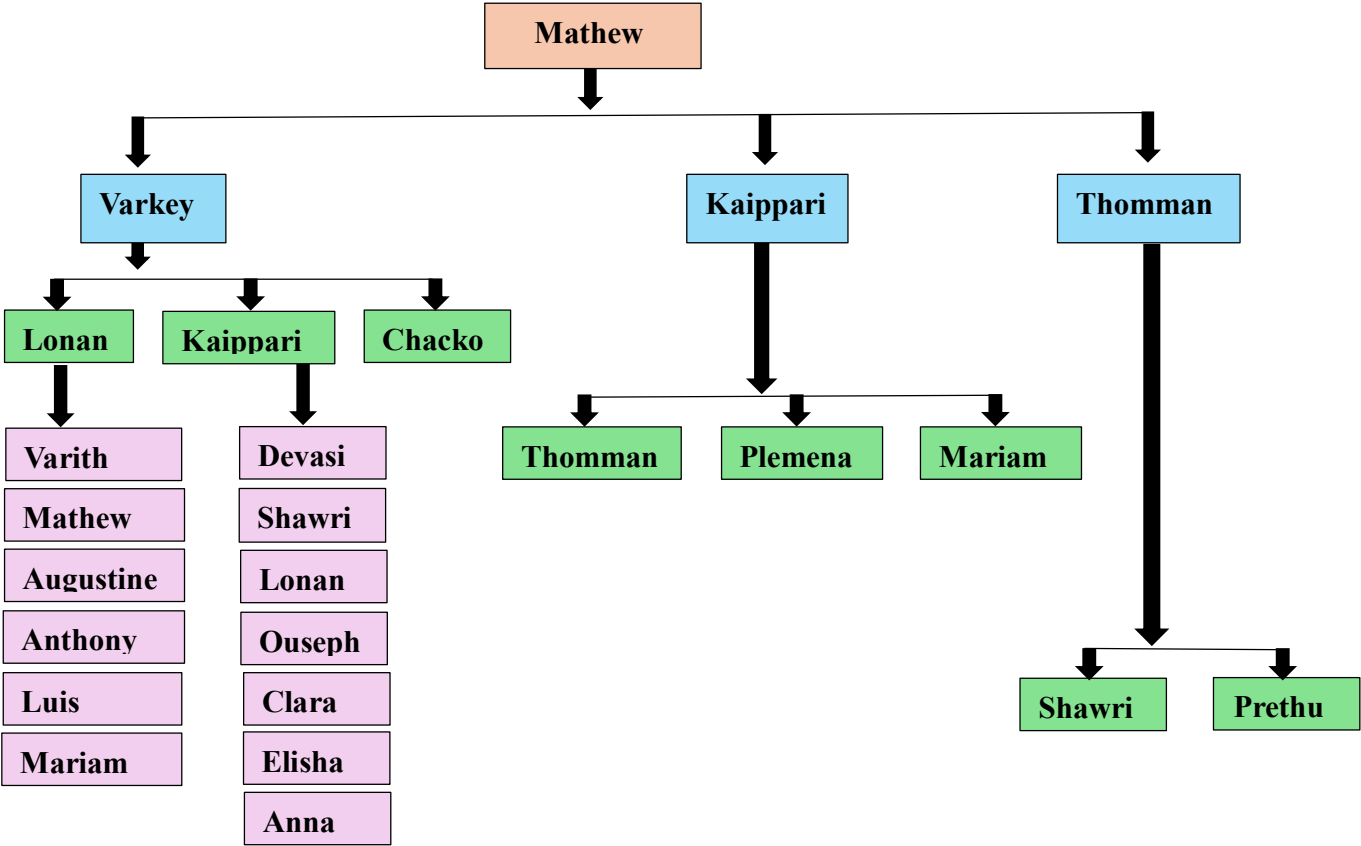 Mathew
Varkey
Kaippari
Thomman
Lonan
Kaippari
Chacko
Varith
Mathew
Augustine
Anthony
Luis
Mariam
Devasi
Shawri
Lonan
Ouseph
Clara
Elisha
Anna
Thomman
Plemena
Mariam
Shawri
Prethu